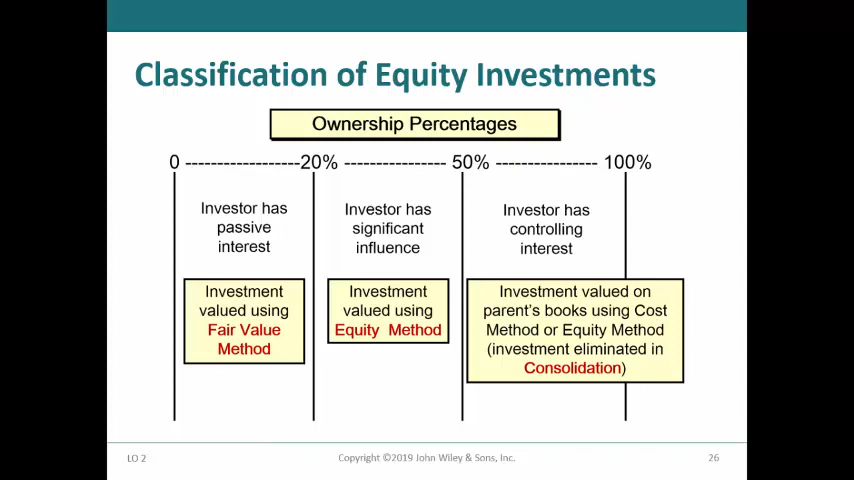 Classification of Equity Investments
Ownership Percentages
0 ------------------20% ---------------- 50% ---------------- 100%
Investor has
passive
interest
Investor has
significant
influence
Investor has
controlling
interest
Investment
valued using
Fair Value
Method
Investment
valued using
Equity Method
Investment valued on
parent's books using Cost
Method or Equity Method
(investment eliminated in
Consolidation)
LO 2
Copyright ©2019 John Wiley & Sons, Inc.
26